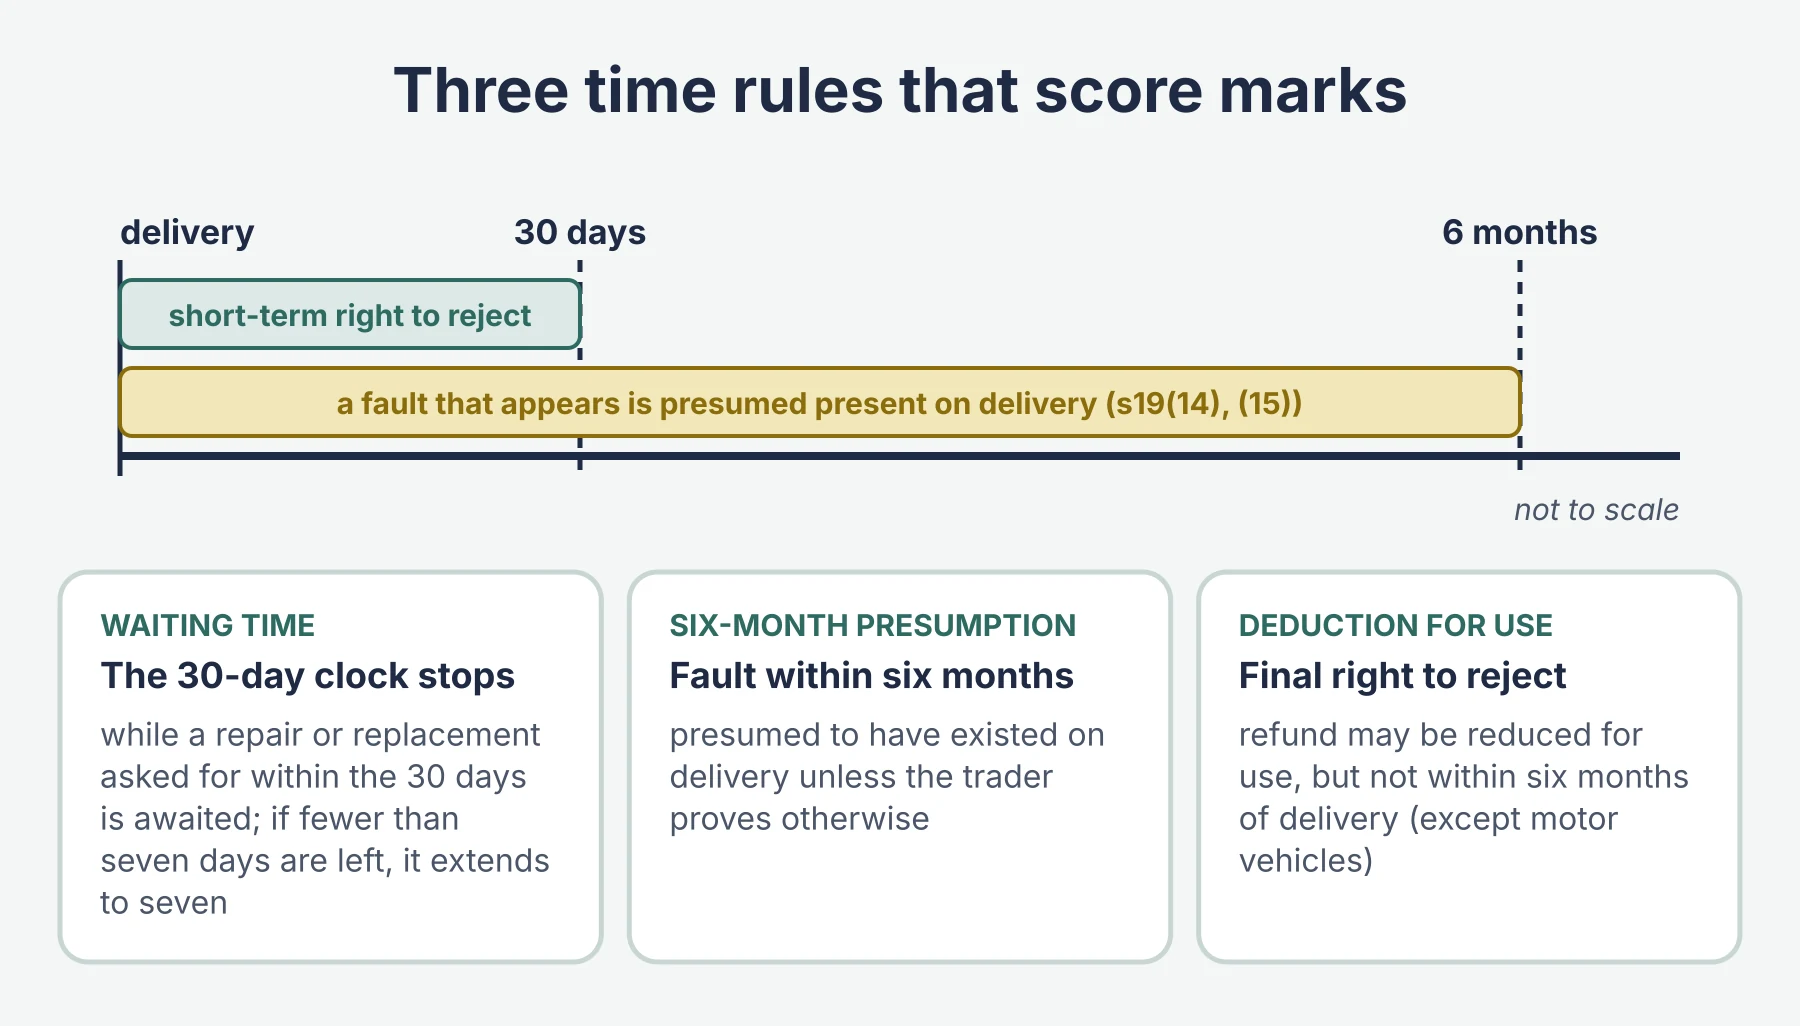 Three time rules that score marks
delivery
30 days
6 months
short-term right to reject
a fault that appears is presumed present on delivery (s19(14), (15))
not to scale
WAITING TIME
The 30-day clock stops
while a repair or replacement
asked for within the 30 days
is awaited; if fewer than
seven days are left, it extends
to seven
SIX-MONTH PRESUMPTION
Fault within six months
presumed to have existed on
delivery unless the trader
proves otherwise
DEDUCTION FOR USE
Final right to reject
refund may be reduced for
use, but not within six months
of delivery (except motor
vehicles)